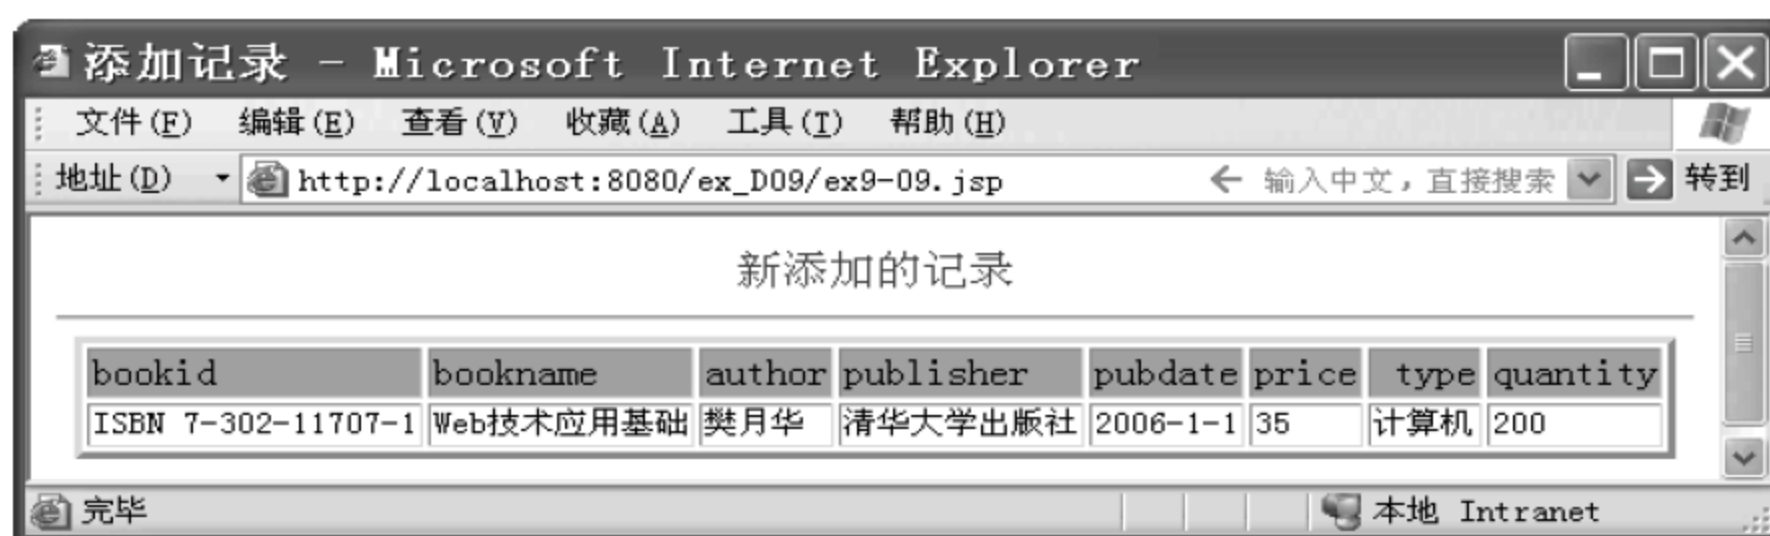 添加记录 - Microsoft Internet Explorer
文件(F) 编辑(E) 查看(V) 收藏(A) 工具(T) 帮助(H)
地址(D) http://localhost:8080/ex_D09/ex9-09.jsp 输入中文，直接搜索 转到
新添加的记录
bookid bookname author publisher pubdate price type quantity
ISBN 7-302-11707-1 Web技术应用基础 樊月华 清华大学出版社 2006-1-1 35 计算机 200
完毕 本地 Intranet